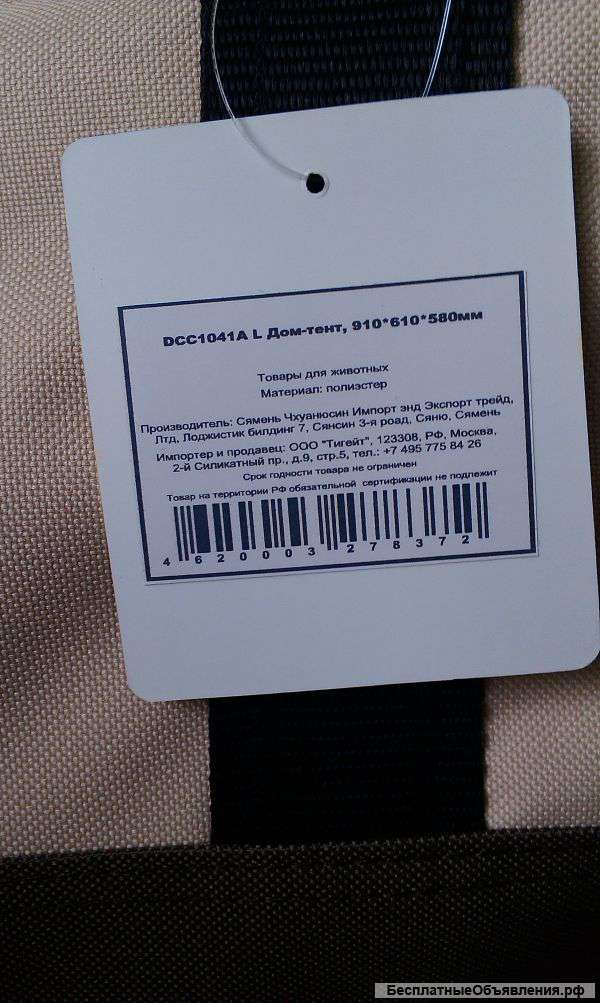 DCC1041A L Дом-тент, 910*610*580мм
Товары для животных
Материал: полиэстер
Производитель: Сямень Чхуанюсин Импорт энд Экспорт трейд,
Лтд, Лоджистик билдинг 7, Сянсин 3-я роад, Сяню, Сямень
Импортер и продавец: ООО "Тигейт". 123308, РФ, Москва,
2-й Силикатный пр., д.9, стр.5, тел.: +7 495 775 84 26
Срок годности товара не ограничен
Товар на территории РФ обязательной сертификации не подлежит
4620003278372
БесплатныеОбъявления.рф